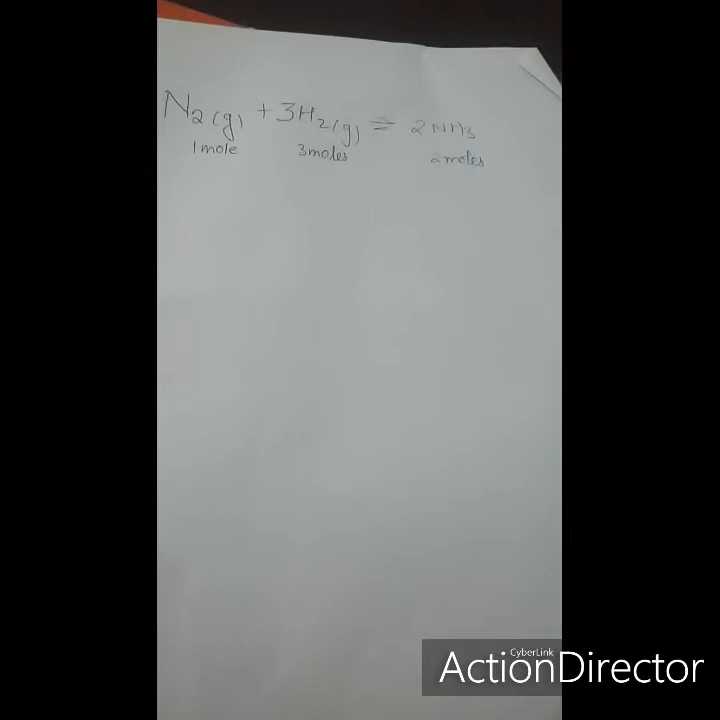 N2(g) + 3H2(g) ⇌ 2NH3
1mole 3moles 2moles
CyberLink
ActionDirector